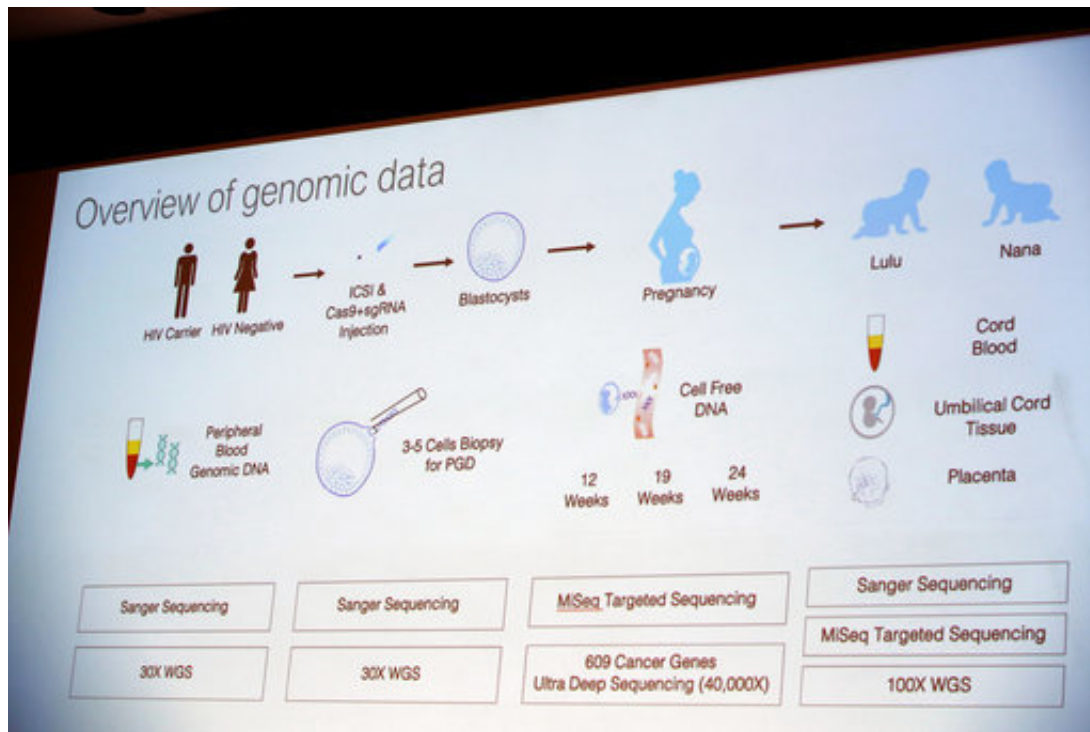 Overview of genomic data
HIV Carrier
HIV Negative
ICSI &
Cas9+sgRNA
Injection
Blastocysts
Pregnancy
Lulu
Nana
Peripheral
Blood
Genomic DNA
3-5 Cells Biopsy
for PGD
Cell Free
DNA
12
Weeks
19
Weeks
24
Weeks
Cord
Blood
Umbilical Cord
Tissue
Placenta
Sanger Sequencing
30X WGS
Sanger Sequencing
30X WGS
MiSeq Targeted Sequencing
609 Cancer Genes
Ultra Deep Sequencing (40,000X)
Sanger Sequencing
MiSeq Targeted Sequencing
100X WGS